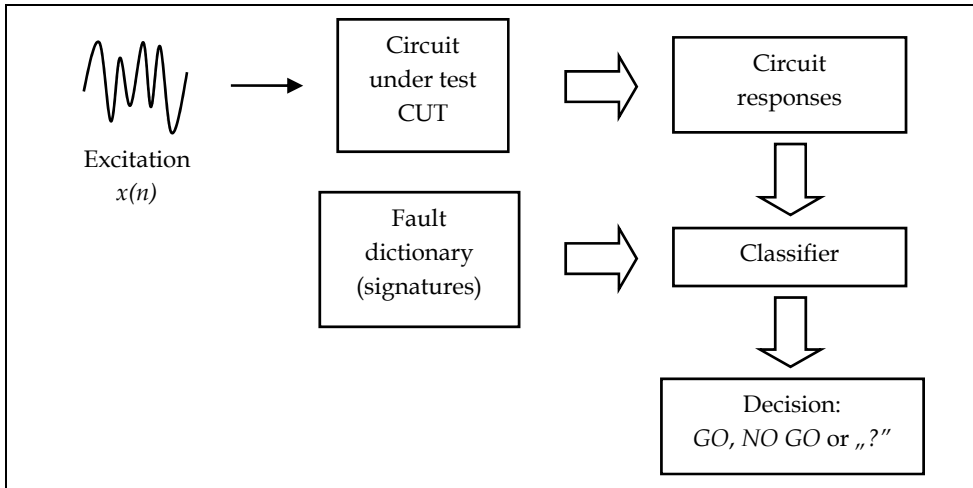 Excitation
x(n)
Circuit
under test
CUT
Circuit
responses
Fault
dictionary
(signatures)
Classifier
Decision:
GO, NO GO or „?”